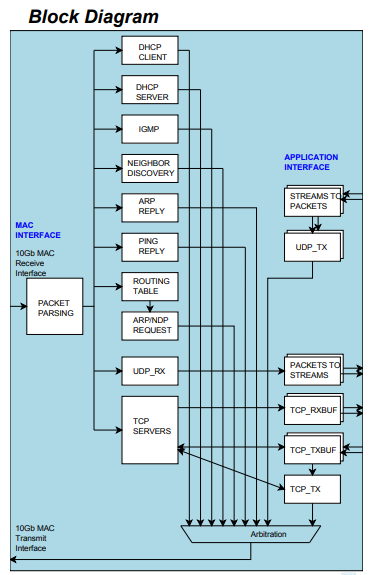 Block Diagram
DHCP
CLIENT
DHCP
SERVER
IGMP
NEIGHBOR
DISCOVERY
APPLICATION
INTERFACE
ARP
REPLY
STREAMS TO
PACKETS
MAC
INTERFACE
PING
REPLY
UDP_TX
10Gb MAC
Receive
Interface
PACKET
PARSING
ROUTING
TABLE
ARP/NDP
REQUEST
UDP_RX
PACKETS TO
STREAMS
TCP
SERVERS
TCP_RXBUF
TCP_TXBUF
TCP_TX
10Gb MAC
Transmit
Interface
Arbitration